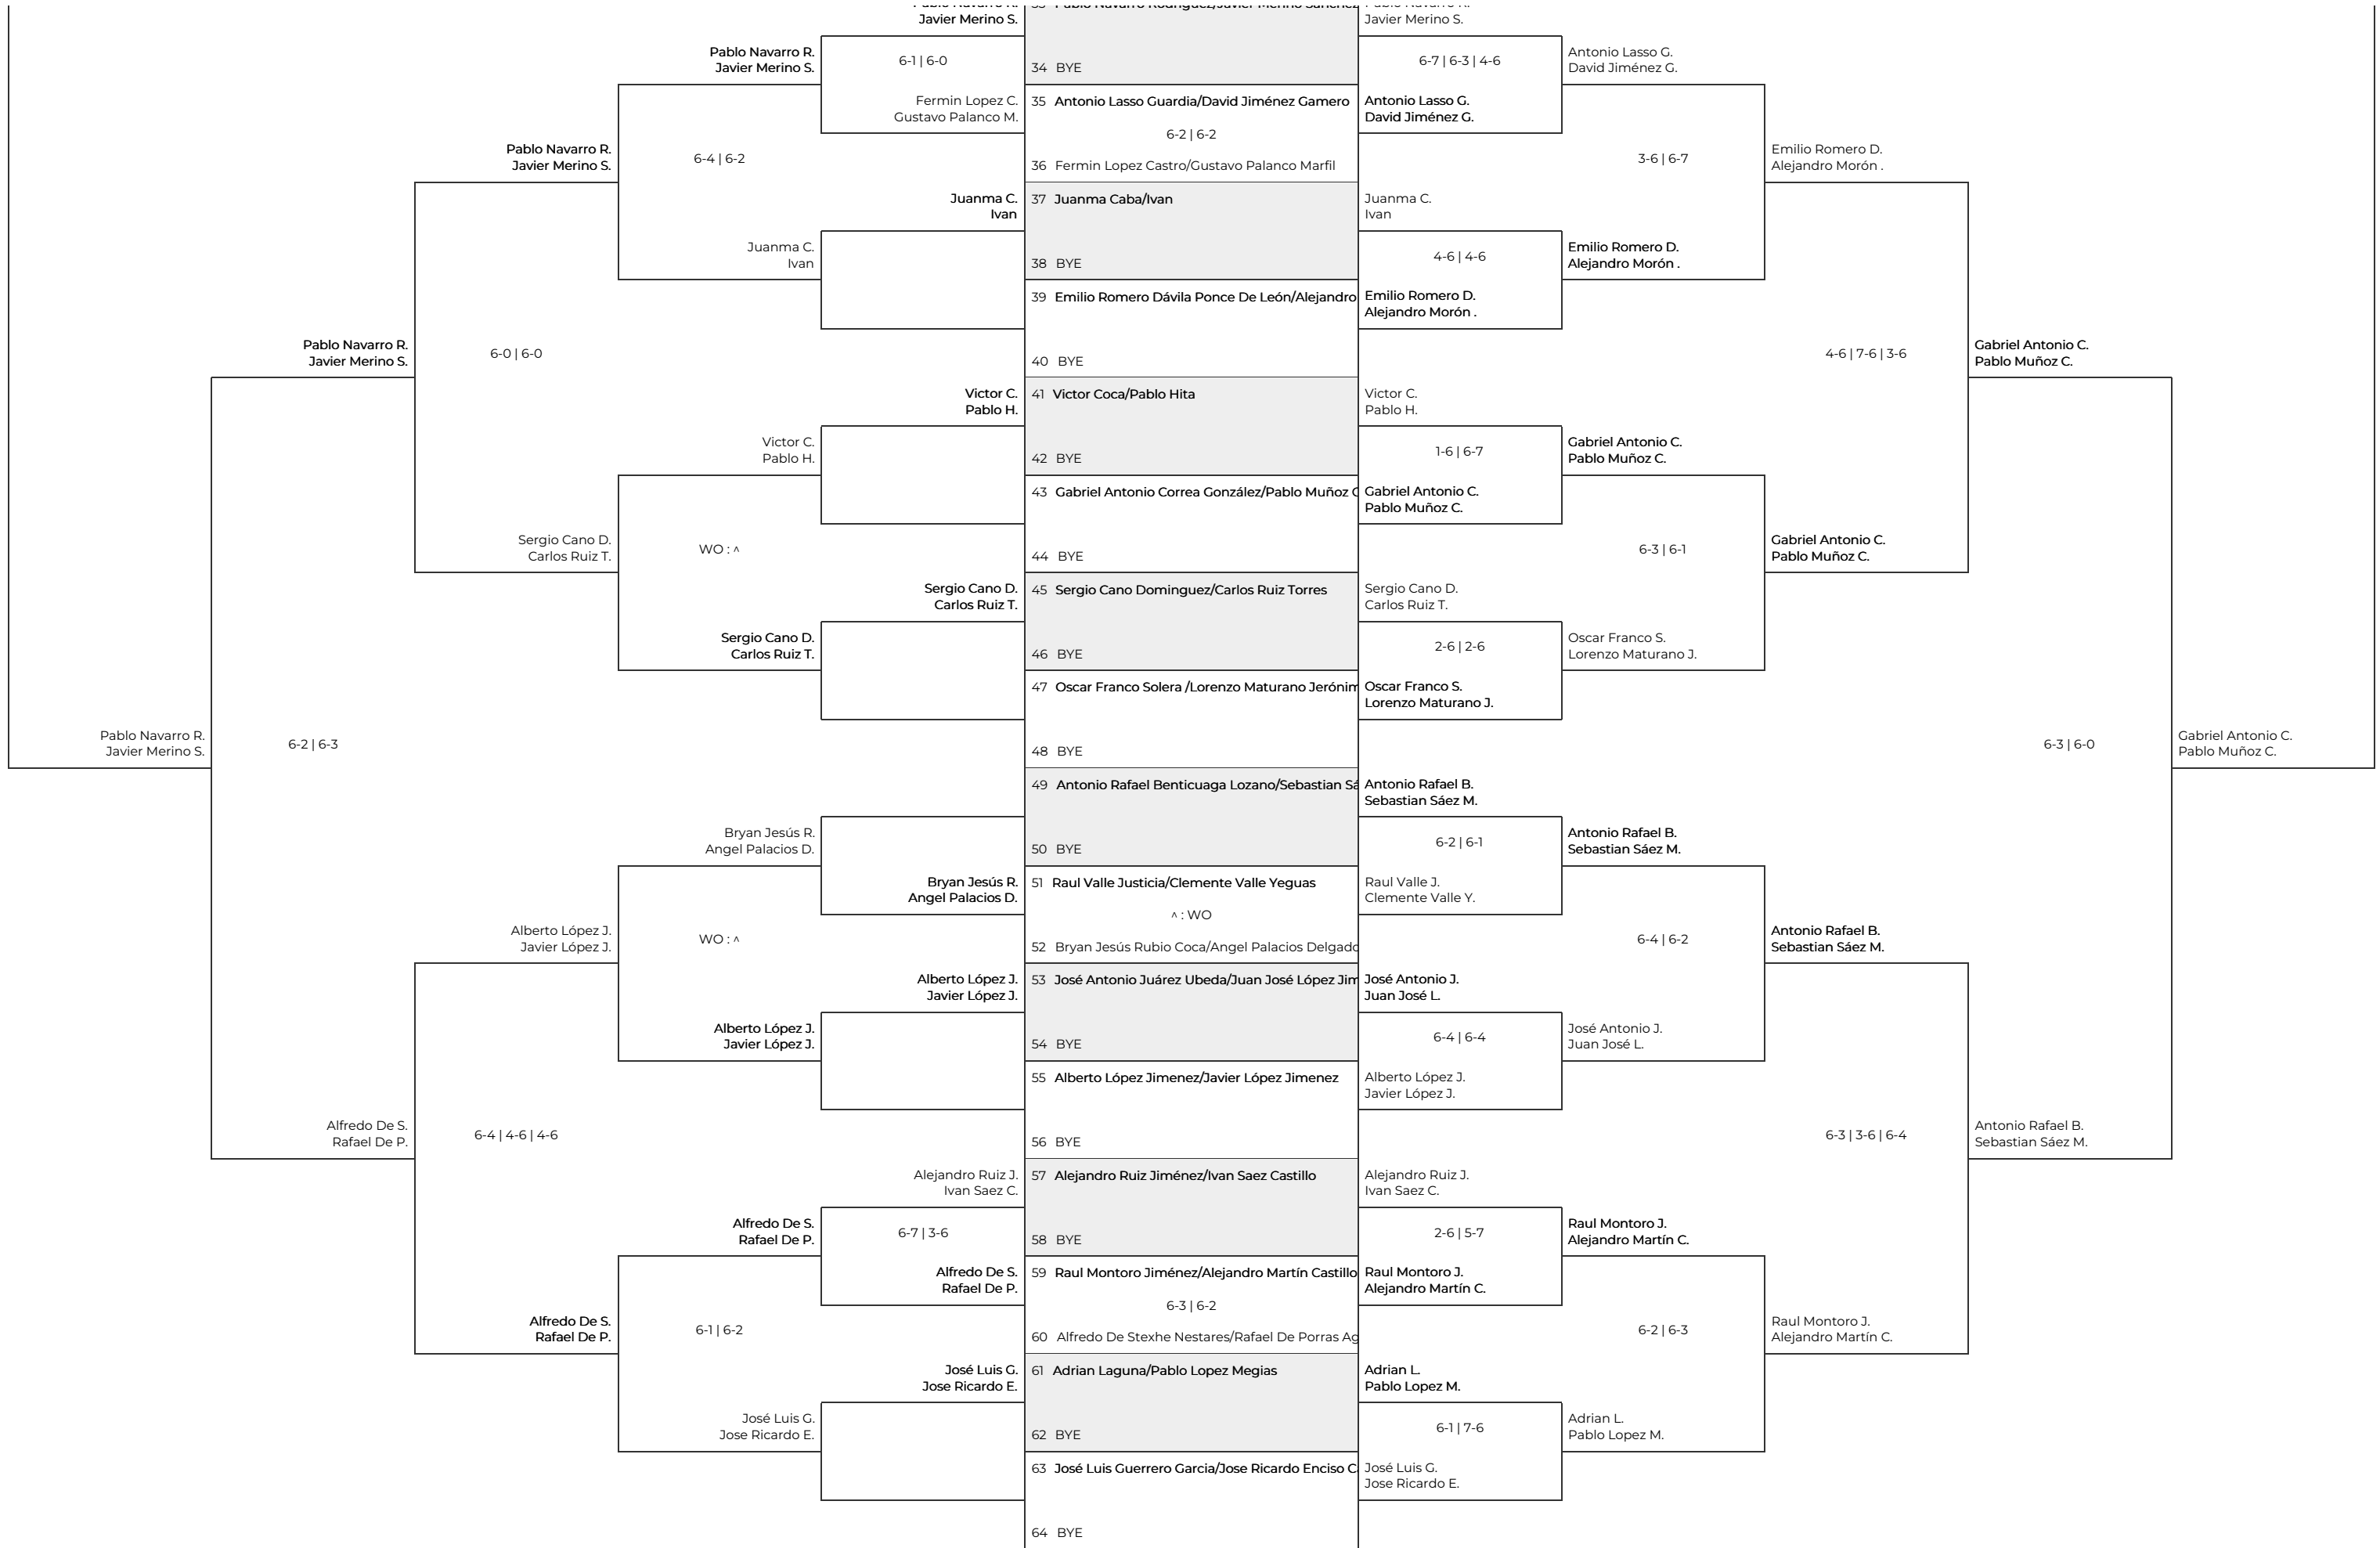 Javier Merino S.
Javier Merino S.
Pablo Navarro R.
Javier Merino S.
6-1 | 6-0
34 BYE
6-7 | 6-3 | 4-6
Antonio Lasso G.
David Jiménez G.
Fermin Lopez C.
Gustavo Palanco M.
35 Antonio Lasso Guardia/David Jiménez Gamero
Antonio Lasso G.
David Jiménez G.
6-2 | 6-2
Pablo Navarro R.
Javier Merino S.
6-4 | 6-2
36 Fermin Lopez Castro/Gustavo Palanco Marfil
3-6 | 6-7
Emilio Romero D.
Alejandro Morón .
Juanma C.
Ivan
37 Juanma Caba/Ivan
Juanma C.
Ivan
Juanma C.
Ivan
38 BYE
4-6 | 4-6
Emilio Romero D.
Alejandro Morón .
39 Emilio Romero Dávila Ponce De León/Alejandro
Emilio Romero D.
Alejandro Morón .
Pablo Navarro R.
Javier Merino S.
6-0 | 6-0
40 BYE
4-6 | 7-6 | 3-6
Gabriel Antonio C.
Pablo Muñoz C.
Victor C.
Pablo H.
41 Victor Coca/Pablo Hita
Victor C.
Pablo H.
Victor C.
Pablo H.
42 BYE
1-6 | 6-7
Gabriel Antonio C.
Pablo Muñoz C.
43 Gabriel Antonio Correa González/Pablo Muñoz C
Gabriel Antonio C.
Pablo Muñoz C.
Sergio Cano D.
Carlos Ruiz T.
WO : ^
44 BYE
6-3 | 6-1
Gabriel Antonio C.
Pablo Muñoz C.
Sergio Cano D.
Carlos Ruiz T.
45 Sergio Cano Dominguez/Carlos Ruiz Torres
Sergio Cano D.
Carlos Ruiz T.
Sergio Cano D.
Carlos Ruiz T.
46 BYE
2-6 | 2-6
Oscar Franco S.
Lorenzo Maturano J.
47 Oscar Franco Solera /Lorenzo Maturano Jerónim
Oscar Franco S.
Lorenzo Maturano J.
Pablo Navarro R.
Javier Merino S.
6-2 | 6-3
48 BYE
6-3 | 6-0
Gabriel Antonio C.
Pablo Muñoz C.
49 Antonio Rafael Benticuaga Lozano/Sebastian Sá
Antonio Rafael B.
Sebastian Sáez M.
Bryan Jesús R.
Angel Palacios D.
50 BYE
6-2 | 6-1
Antonio Rafael B.
Sebastian Sáez M.
Bryan Jesús R.
Angel Palacios D.
51 Raul Valle Justicia/Clemente Valle Yeguas
Raul Valle J.
Clemente Valle Y.
^ : WO
Alberto López J.
Javier López J.
WO : ^
52 Bryan Jesús Rubio Coca/Angel Palacios Delgado
6-4 | 6-2
Antonio Rafael B.
Sebastian Sáez M.
Alberto López J.
Javier López J.
53 José Antonio Juárez Ubeda/Juan José López Jim
José Antonio J.
Juan José L.
Alberto López J.
Javier López J.
54 BYE
6-4 | 6-4
José Antonio J.
Juan José L.
55 Alberto López Jimenez/Javier López Jimenez
Alberto López J.
Javier López J.
Alfredo De S.
Rafael De P.
6-4 | 4-6 | 4-6
56 BYE
6-3 | 3-6 | 6-4
Antonio Rafael B.
Sebastian Sáez M.
Alejandro Ruiz J.
Ivan Saez C.
57 Alejandro Ruiz Jiménez/Ivan Saez Castillo
Alejandro Ruiz J.
Ivan Saez C.
Alfredo De S.
Rafael De P.
6-7 | 3-6
58 BYE
2-6 | 5-7
Raul Montoro J.
Alejandro Martín C.
Alfredo De S.
Rafael De P.
59 Raul Montoro Jiménez/Alejandro Martín Castillo
Raul Montoro J.
Alejandro Martín C.
6-3 | 6-2
Alfredo De S.
Rafael De P.
6-1 | 6-2
60 Alfredo De Stexhe Nestares/Rafael De Porras Ag
6-2 | 6-3
Raul Montoro J.
Alejandro Martín C.
José Luis G.
Jose Ricardo E.
61 Adrian Laguna/Pablo Lopez Megias
Adrian L.
Pablo Lopez M.
José Luis G.
Jose Ricardo E.
62 BYE
6-1 | 7-6
Adrian L.
Pablo Lopez M.
63 José Luis Guerrero Garcia/Jose Ricardo Enciso C
José Luis G.
Jose Ricardo E.
64 BYE